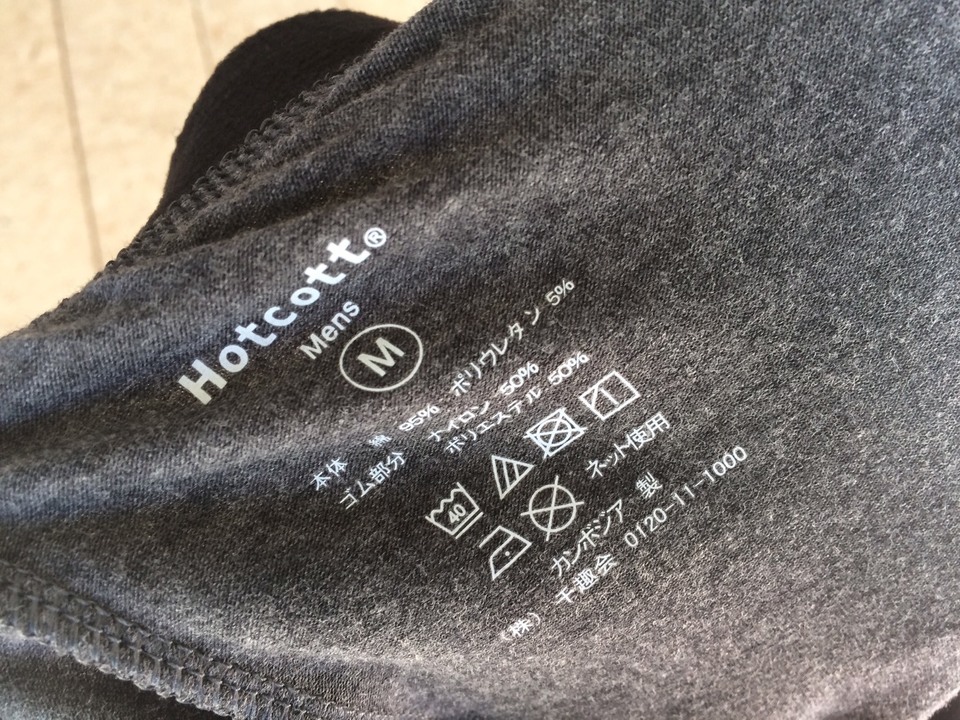 Hotcott®
Mens
M
本体 綿 95% ポリウレタン 5%
ゴム部分 ナイロン 50%
ポリエステル 50%
40
ネット使用
カンボジア 製
(株) 千趣会 0120-11-1000